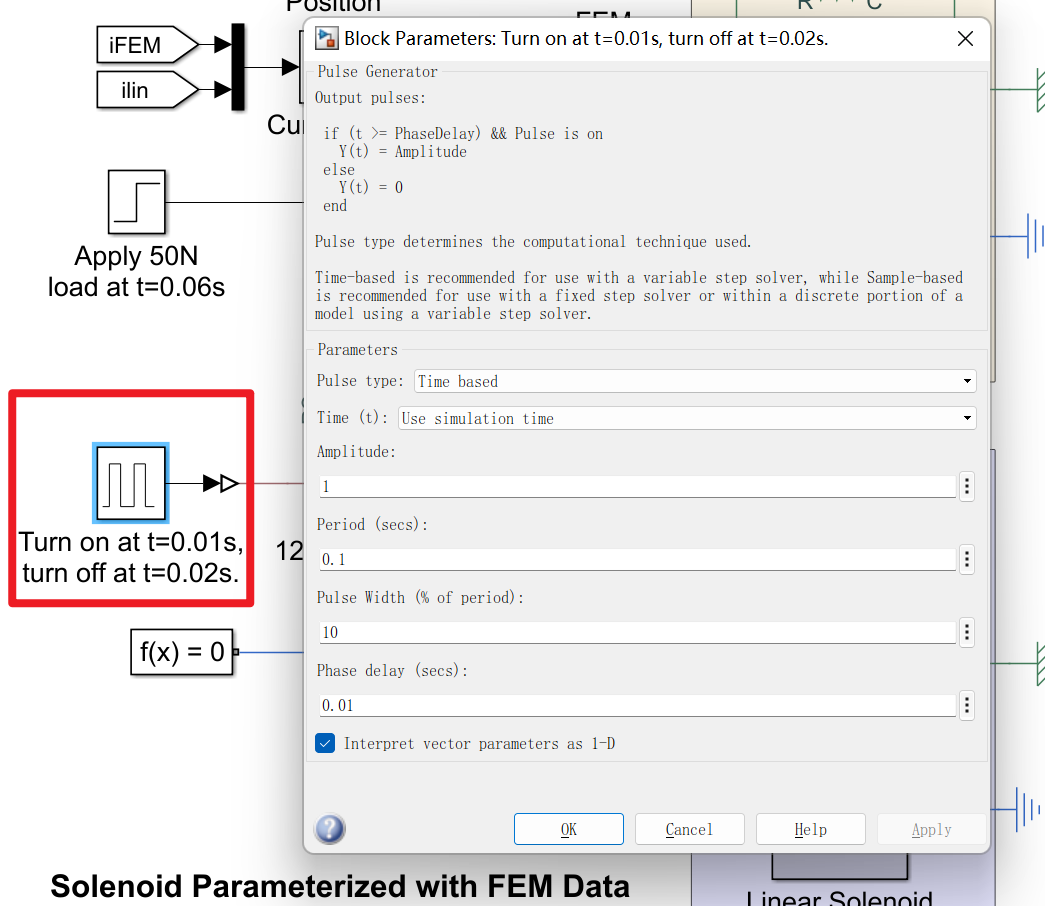 Position
FEM
R
C
iFEM
ilin
Cur
Apply 50N
load at t=0.06s
Turn on at t=0.01s,
turn off at t=0.02s.
12
f(x) = 0
Solenoid Parameterized with FEM Data
Linear Solenoid
Block Parameters: Turn on at t=0.01s, turn off at t=0.02s.
Pulse Generator
Output pulses:
if (t >= PhaseDelay) && Pulse is on
Y(t) = Amplitude
else
Y(t) = 0
end
Pulse type determines the computational technique used.
Time-based is recommended for use with a variable step solver, while Sample-based
is recommended for use with a fixed step solver or within a discrete portion of a
model using a variable step solver.
Parameters
Pulse type: Time based
Time (t): Use simulation time
Amplitude:
1
Period (secs):
0.1
Pulse Width (% of period):
10
Phase delay (secs):
0.01
Interpret vector parameters as 1-D
OK Cancel Help Apply